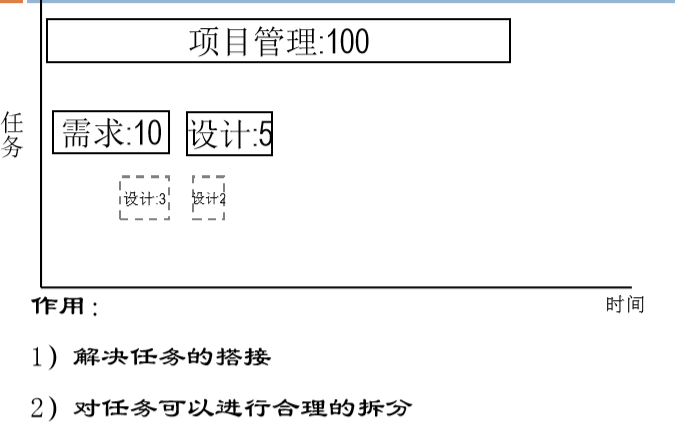 项目管理:100
任务
需求:10
设计:5
设计:3
设计2
时间
作用：
1）解决任务的搭接
2）对任务可以进行合理的拆分